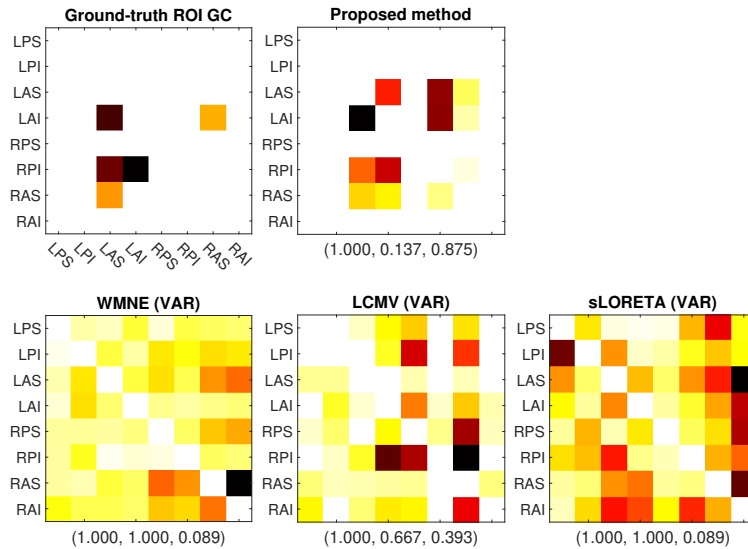 Ground-truth ROI GC
Proposed method
LPS
LPI
LAS
LAI
RPS
RPI
RAS
RAI
LPS
LPI
LAS
LAI
RPS
RPI
RAS
RAI
LPS
LPI
LAS
LAI
RPS
RPI
RAS
RAI
(1.000, 0.137, 0.875)
WMNE (VAR)
LCMV (VAR)
sLORETA (VAR)
LPS
LPI
LAS
LAI
RPS
RPI
RAS
RAI
LPS
LPI
LAS
LAI
RPS
RPI
RAS
RAI
LPS
LPI
LAS
LAI
RPS
RPI
RAS
RAI
(1.000, 1.000, 0.089)
(1.000, 0.667, 0.393)
(1.000, 1.000, 0.089)